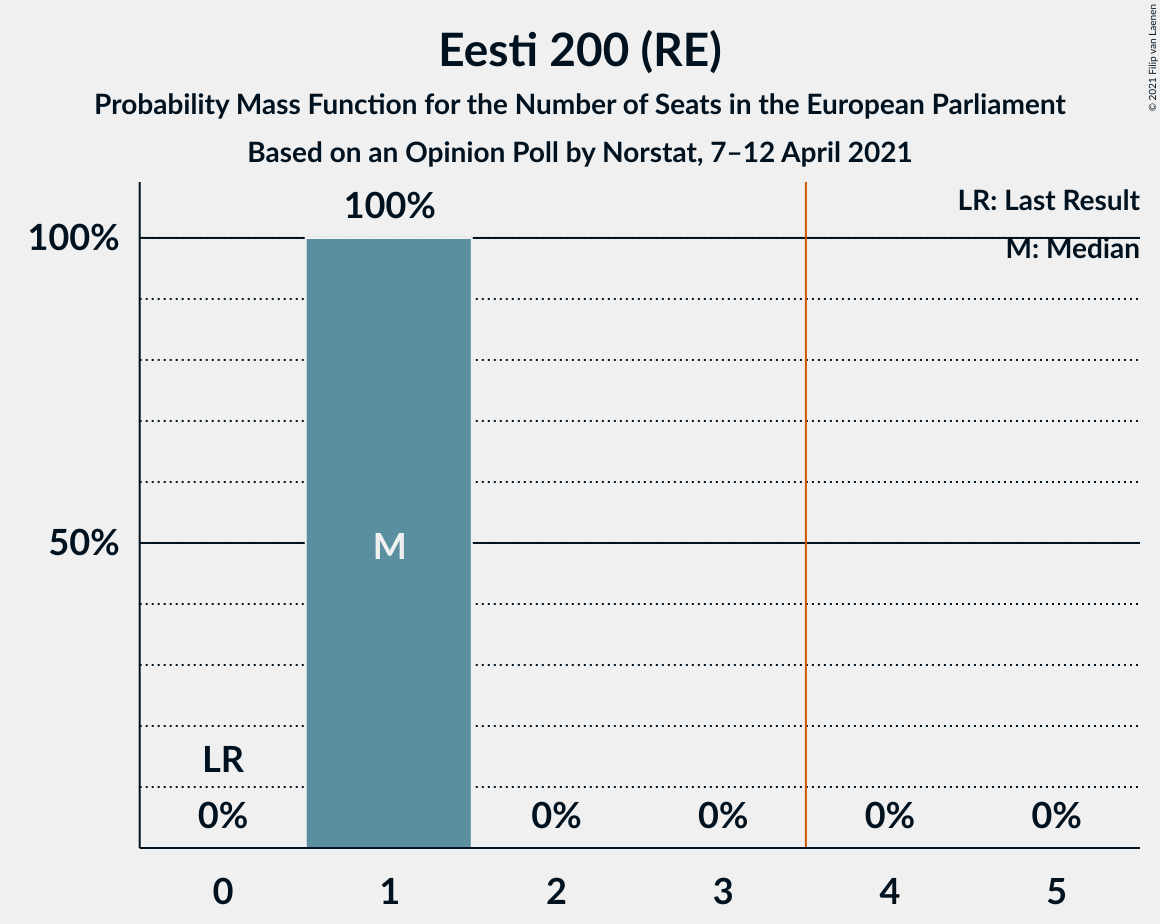 Eesti 200 (RE)
Probability Mass Function for the Number of Seats in the European Parliament
Based on an Opinion Poll by Norstat, 7–12 April 2021
© 2021 Filip van Laenen
LR: Last Result
M: Median
100%
100%
50%
M
LR
0%
0%
0%
0%
0%
0 1 2 3 4 5